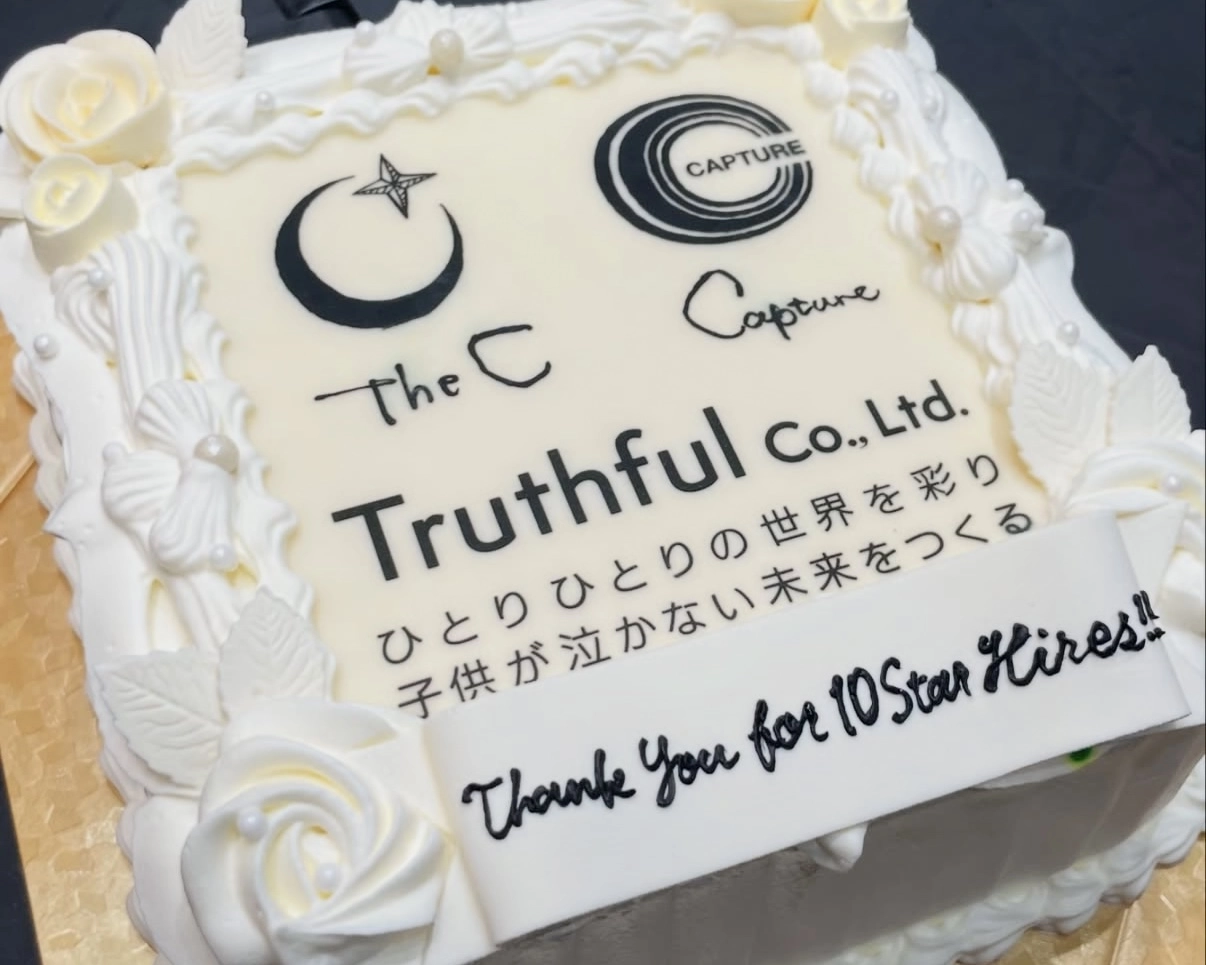 CAPTURE
The C
Capture
Truthful Co., Ltd.
ひとりひとりの世界を彩り
子供が泣かない未来をつくる
Thank You for 10 Star Hires!!